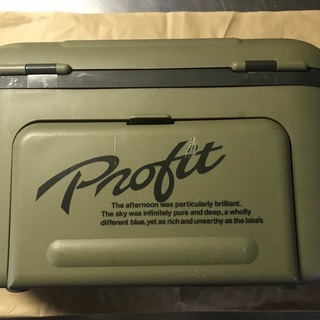 Profit
The afternoon was particularly brilliant.
The sky was infinitely pure and deep, a wholly
different blue, yet as rich and unearthy as the lake's